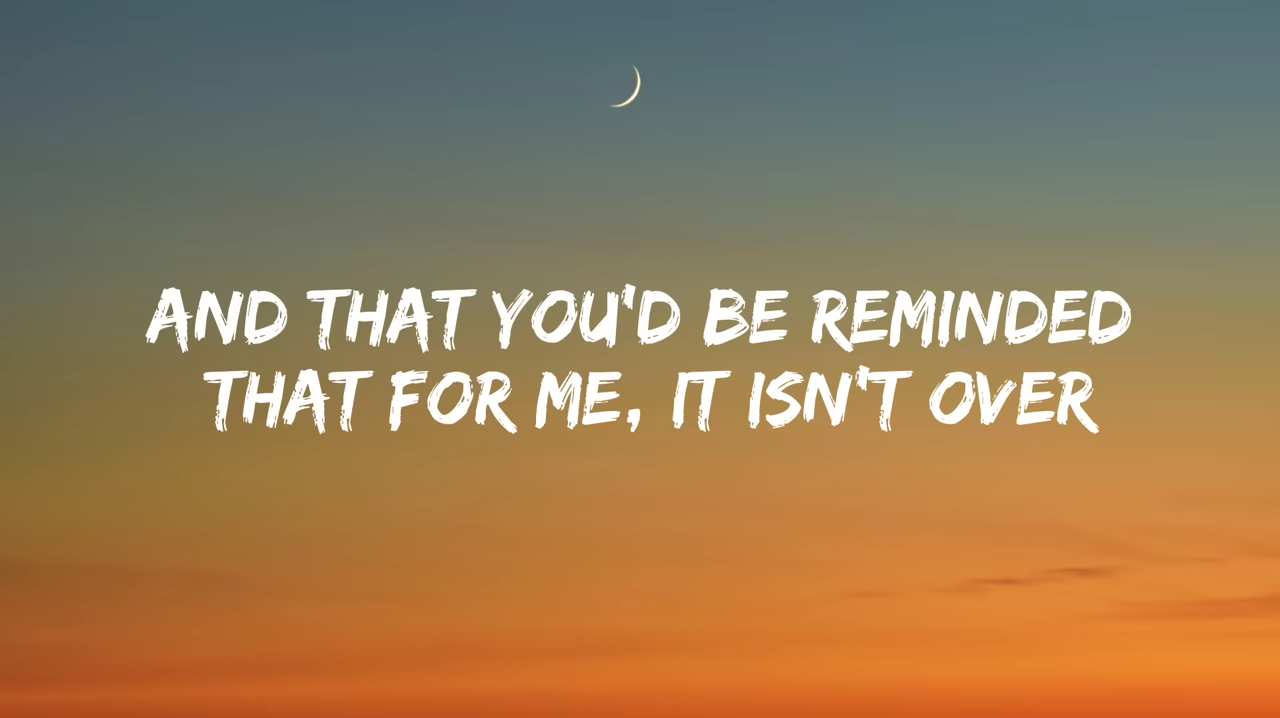 AND THAT YOU'D BE REMINDED
THAT FOR ME, IT ISN'T OVER